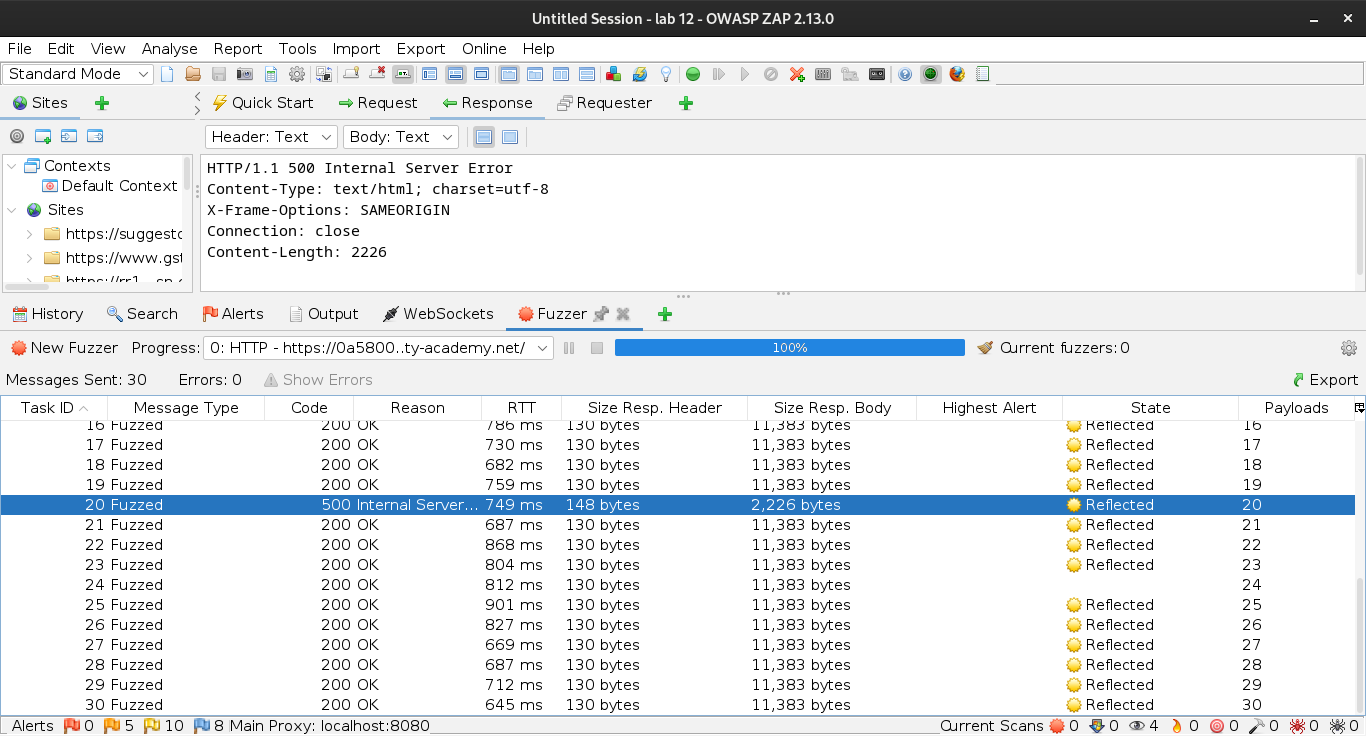 Untitled Session - lab 12 - OWASP ZAP 2.13.0
File Edit View Analyse Report Tools Import Export Online Help
Standard Mode
Sites Quick Start Request Response Requester
Header: Text Body: Text
Contexts
Default Context
Sites
https://suggestc
https://www.gst
HTTP/1.1 500 Internal Server Error
Content-Type: text/html; charset=utf-8
X-Frame-Options: SAMEORIGIN
Connection: close
Content-Length: 2226
History Search Alerts Output WebSockets Fuzzer
New Fuzzer Progress: 0: HTTP - https://0a5800..ty-academy.net/ 100% Current fuzzers: 0
Messages Sent: 30 Errors: 0 Show Errors Export
Task ID Message Type Code Reason RTT Size Resp. Header Size Resp. Body Highest Alert State Payloads
16 Fuzzed 200 OK 786 ms 130 bytes 11,383 bytes Reflected 16
17 Fuzzed 200 OK 730 ms 130 bytes 11,383 bytes Reflected 17
18 Fuzzed 200 OK 682 ms 130 bytes 11,383 bytes Reflected 18
19 Fuzzed 200 OK 759 ms 130 bytes 11,383 bytes Reflected 19
20 Fuzzed 500 Internal Server... 749 ms 148 bytes 2,226 bytes Reflected 20
21 Fuzzed 200 OK 687 ms 130 bytes 11,383 bytes Reflected 21
22 Fuzzed 200 OK 868 ms 130 bytes 11,383 bytes Reflected 22
23 Fuzzed 200 OK 804 ms 130 bytes 11,383 bytes Reflected 23
24 Fuzzed 200 OK 812 ms 130 bytes 11,383 bytes 24
25 Fuzzed 200 OK 901 ms 130 bytes 11,383 bytes Reflected 25
26 Fuzzed 200 OK 827 ms 130 bytes 11,383 bytes Reflected 26
27 Fuzzed 200 OK 669 ms 130 bytes 11,383 bytes Reflected 27
28 Fuzzed 200 OK 687 ms 130 bytes 11,383 bytes Reflected 28
29 Fuzzed 200 OK 712 ms 130 bytes 11,383 bytes Reflected 29
30 Fuzzed 200 OK 645 ms 130 bytes 11,383 bytes Reflected 30
Alerts 0 5 10 8 Main Proxy: localhost:8080 Current Scans 0 0 4 0 0 0 0 0